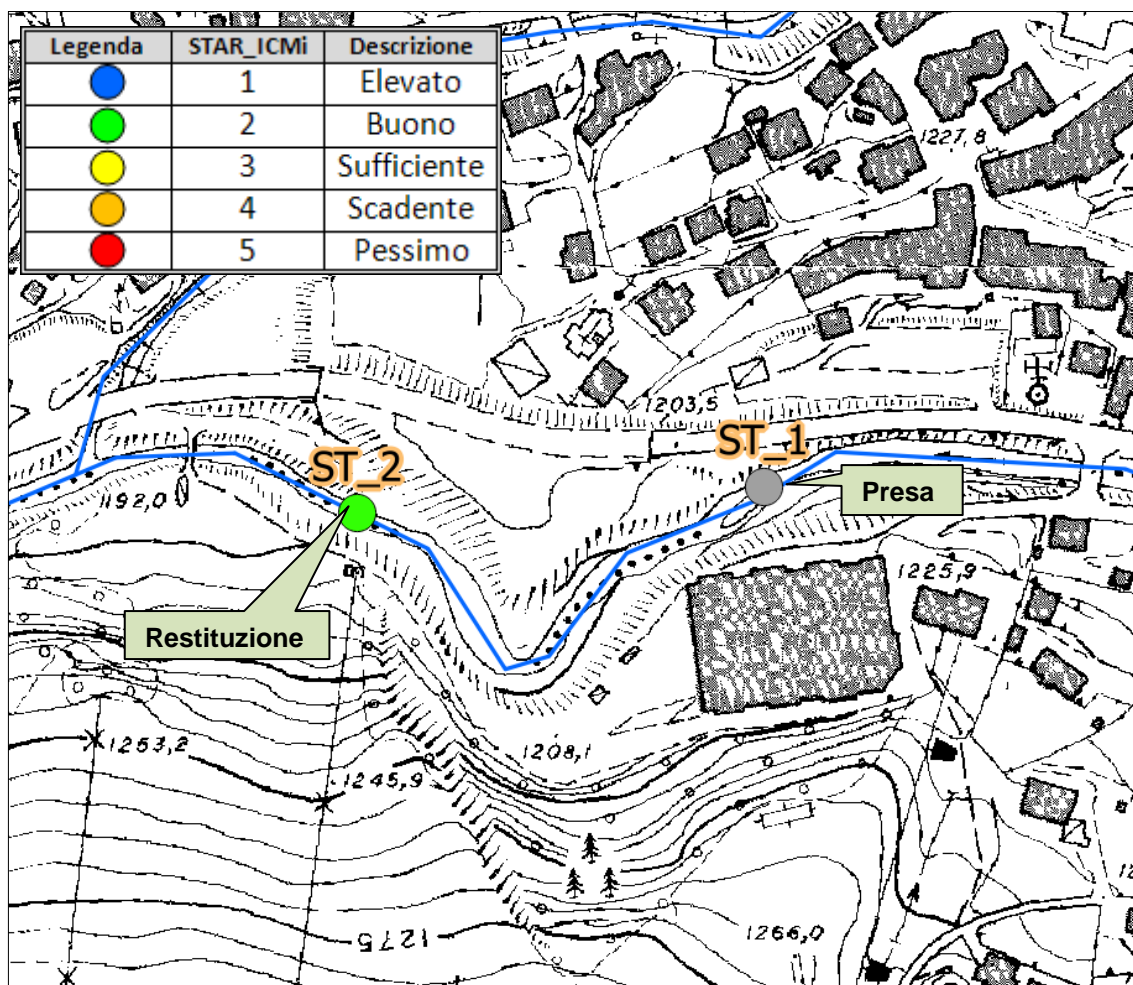 Legenda STAR_ICMi Descrizione
1 Elevato
2 Buono
3 Sufficiente
4 Scadente
5 Pessimo
1227,8
1203,5
ST_1
ST_2
Presa
192,0
1225,9
Restituzione
1208,1
1253,2
1245,9
1275
1266,0